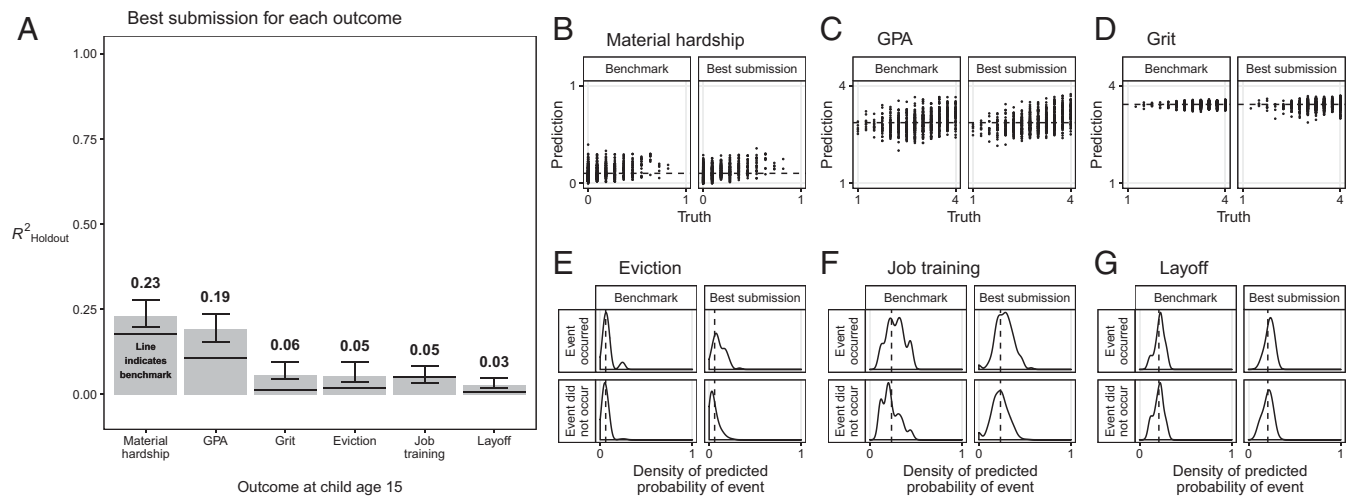 A
Best submission for each outcome
1.00
0.75
0.50
0.25
0.00
R²Holdout
0.23
0.19
0.06
0.05
0.05
0.03
Line
indicates
benchmark
Material
hardship
GPA
Grit
Eviction
Job
training
Layoff
Outcome at child age 15
B
Material hardship
Benchmark
Best submission
Prediction
1
0
0
1
0
1
Truth
C
GPA
Benchmark
Best submission
Prediction
4
1
1
4
1
4
Truth
D
Grit
Benchmark
Best submission
Prediction
4
1
1
4
1
4
Truth
E
Eviction
Benchmark
Best submission
Event
occurred
Event did
not occur
0
1
0
1
Density of predicted
probability of event
F
Job training
Benchmark
Best submission
Event
occurred
Event did
not occur
0
1
0
1
Density of predicted
probability of event
G
Layoff
Benchmark
Best submission
Event
occurred
Event did
not occur
0
1
0
1
Density of predicted
probability of event